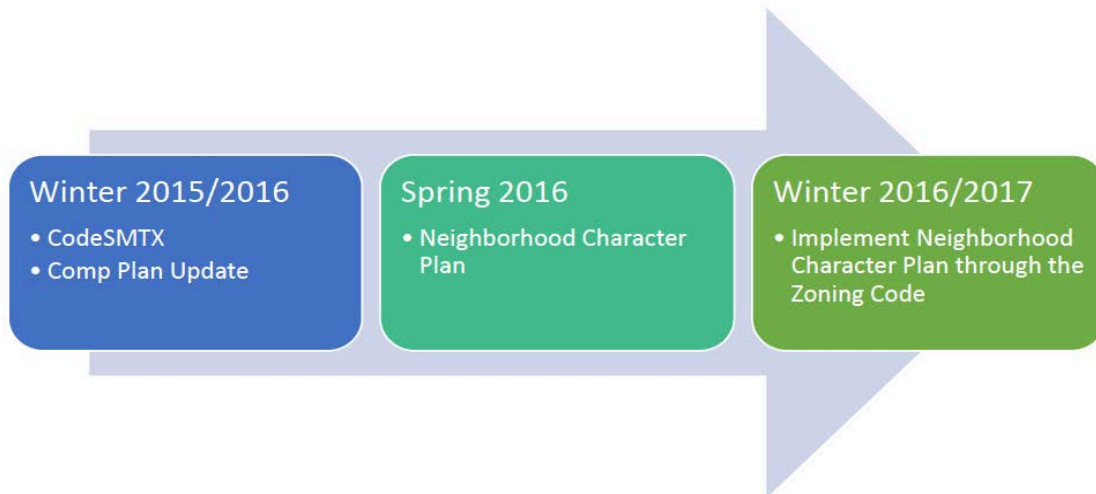 Winter 2015/2016
• CodeSMTX
• Comp Plan Update
Spring 2016
• Neighborhood Character
Plan
Winter 2016/2017
• Implement Neighborhood
Character Plan through the
Zoning Code